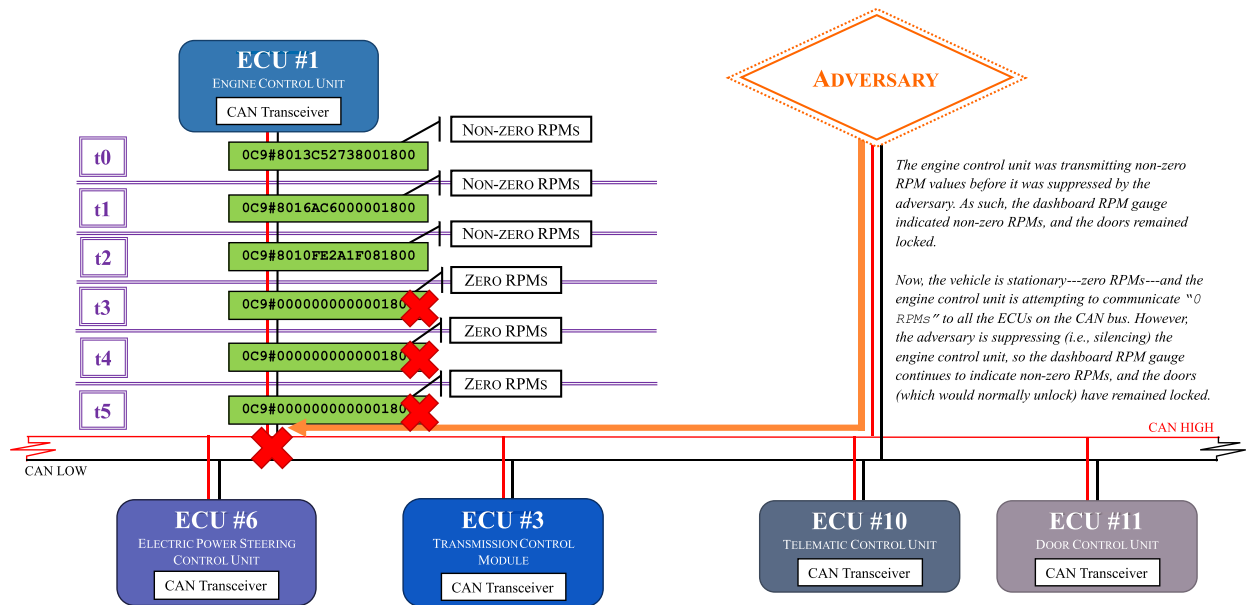 ECU #1
ENGINE CONTROL UNIT
CAN Transceiver
ADVERSARY
t0
0C9#8013C52738001800
NON-ZERO RPMS
t1
0C9#8016AC6000001800
NON-ZERO RPMS
t2
0C9#8010FE2A1F081800
NON-ZERO RPMS
t3
0C9#000000000000180
ZERO RPMS
t4
0C9#000000000000180
ZERO RPMS
t5
0C9#000000000000180
ZERO RPMS
The engine control unit was transmitting non-zero
RPM values before it was suppressed by the
adversary. As such, the dashboard RPM gauge
indicated non-zero RPMs, and the doors remained
locked.
Now, the vehicle is stationary---zero RPMs---and the
engine control unit is attempting to communicate “0
RPMs” to all the ECUs on the CAN bus. However,
the adversary is suppressing (i.e., silencing) the
engine control unit, so the dashboard RPM gauge
continues to indicate non-zero RPMs, and the doors
(which would normally unlock) have remained locked.
CAN HIGH
CAN LOW
ECU #6
ELECTRIC POWER STEERING
CONTROL UNIT
CAN Transceiver
ECU #3
TRANSMISSION CONTROL
MODULE
CAN Transceiver
ECU #10
TELEMATIC CONTROL UNIT
CAN Transceiver
ECU #11
DOOR CONTROL UNIT
CAN Transceiver